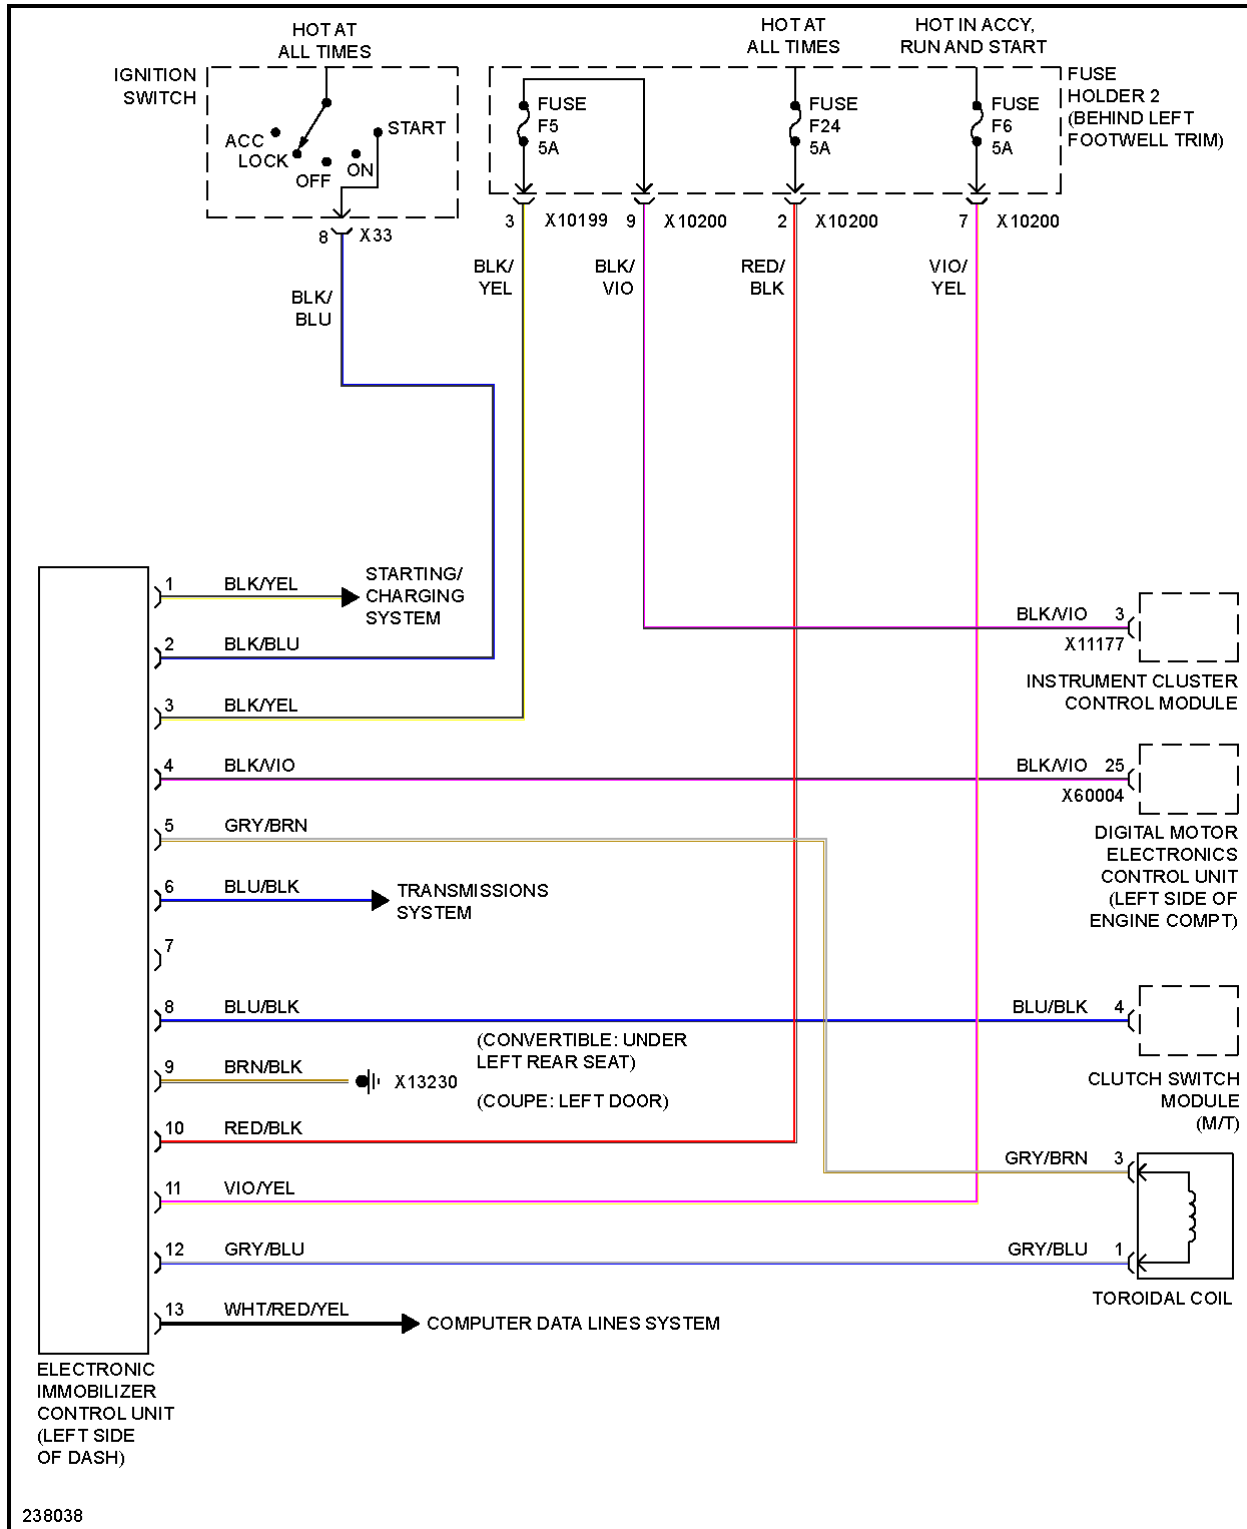 HOT AT
ALL TIMES
HOT AT
ALL TIMES
HOT IN ACCY,
RUN AND START
IGNITION
SWITCH
ACC
LOCK
OFF
ON
START
FUSE
F5
5A
FUSE
F24
5A
FUSE
F6
5A
FUSE
HOLDER 2
(BEHIND LEFT
FOOTWELL TRIM)
8 X33
3 X10199
9 X10200
2 X10200
7 X10200
BLK/
BLU
BLK/
YEL
BLK/
VIO
RED/
BLK
VIO/
YEL
1 BLK/YEL
STARTING/
CHARGING
SYSTEM
2 BLK/BLU
3 BLK/YEL
4 BLK/VIO
5 GRY/BRN
6 BLU/BLK
TRANSMISSIONS
SYSTEM
7
8 BLU/BLK
9 BRN/BLK
X13230
(CONVERTIBLE: UNDER
LEFT REAR SEAT)
(COUPE: LEFT DOOR)
10 RED/BLK
11 VIO/YEL
12 GRY/BLU
13 WHT/RED/YEL
COMPUTER DATA LINES SYSTEM
BLK/VIO 3
X11177
INSTRUMENT CLUSTER
CONTROL MODULE
BLK/VIO 25
X60004
DIGITAL MOTOR
ELECTRONICS
CONTROL UNIT
(LEFT SIDE OF
ENGINE COMPT)
BLU/BLK 4
CLUTCH SWITCH
MODULE
(M/T)
GRY/BRN 3
GRY/BLU 1
TOROIDAL COIL
ELECTRONIC
IMMOBILIZER
CONTROL UNIT
(LEFT SIDE
OF DASH)
238038